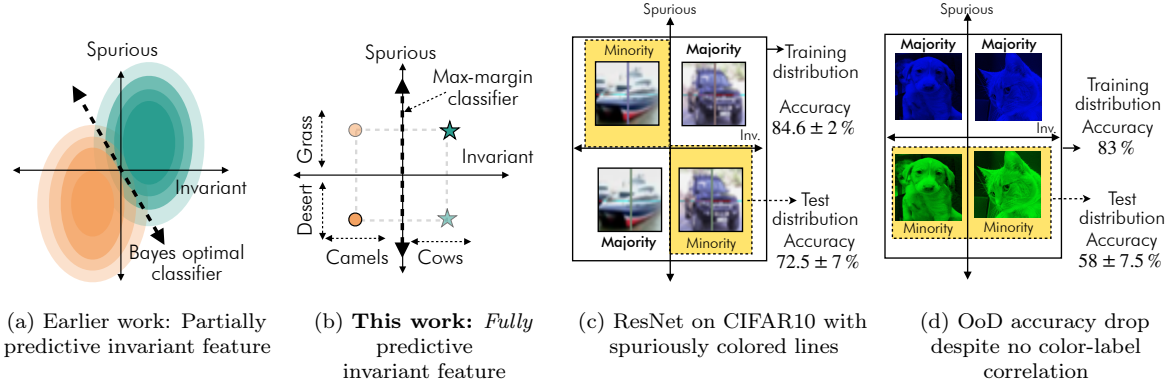 Spurious
Invariant
Bayes optimal
classifier
(a) Earlier work: Partially
predictive invariant feature
Spurious
Max-margin
classifier
Grass
Invariant
Desert
Camels
Cows
(b) This work: Fully
predictive
invariant feature
Spurious
Minority
Majority
Training
distribution
Accuracy
84.6 ± 2 %
Inv.
Test
distribution
Accuracy
72.5 ± 7 %
Majority
Minority
(c) ResNet on CIFAR10 with
spuriously colored lines
Spurious
Majority
Majority
Training
distribution
Accuracy
83 %
Inv.
Test
distribution
Accuracy
58 ± 7.5 %
Minority
Minority
(d) OoD accuracy drop
despite no color-label
correlation